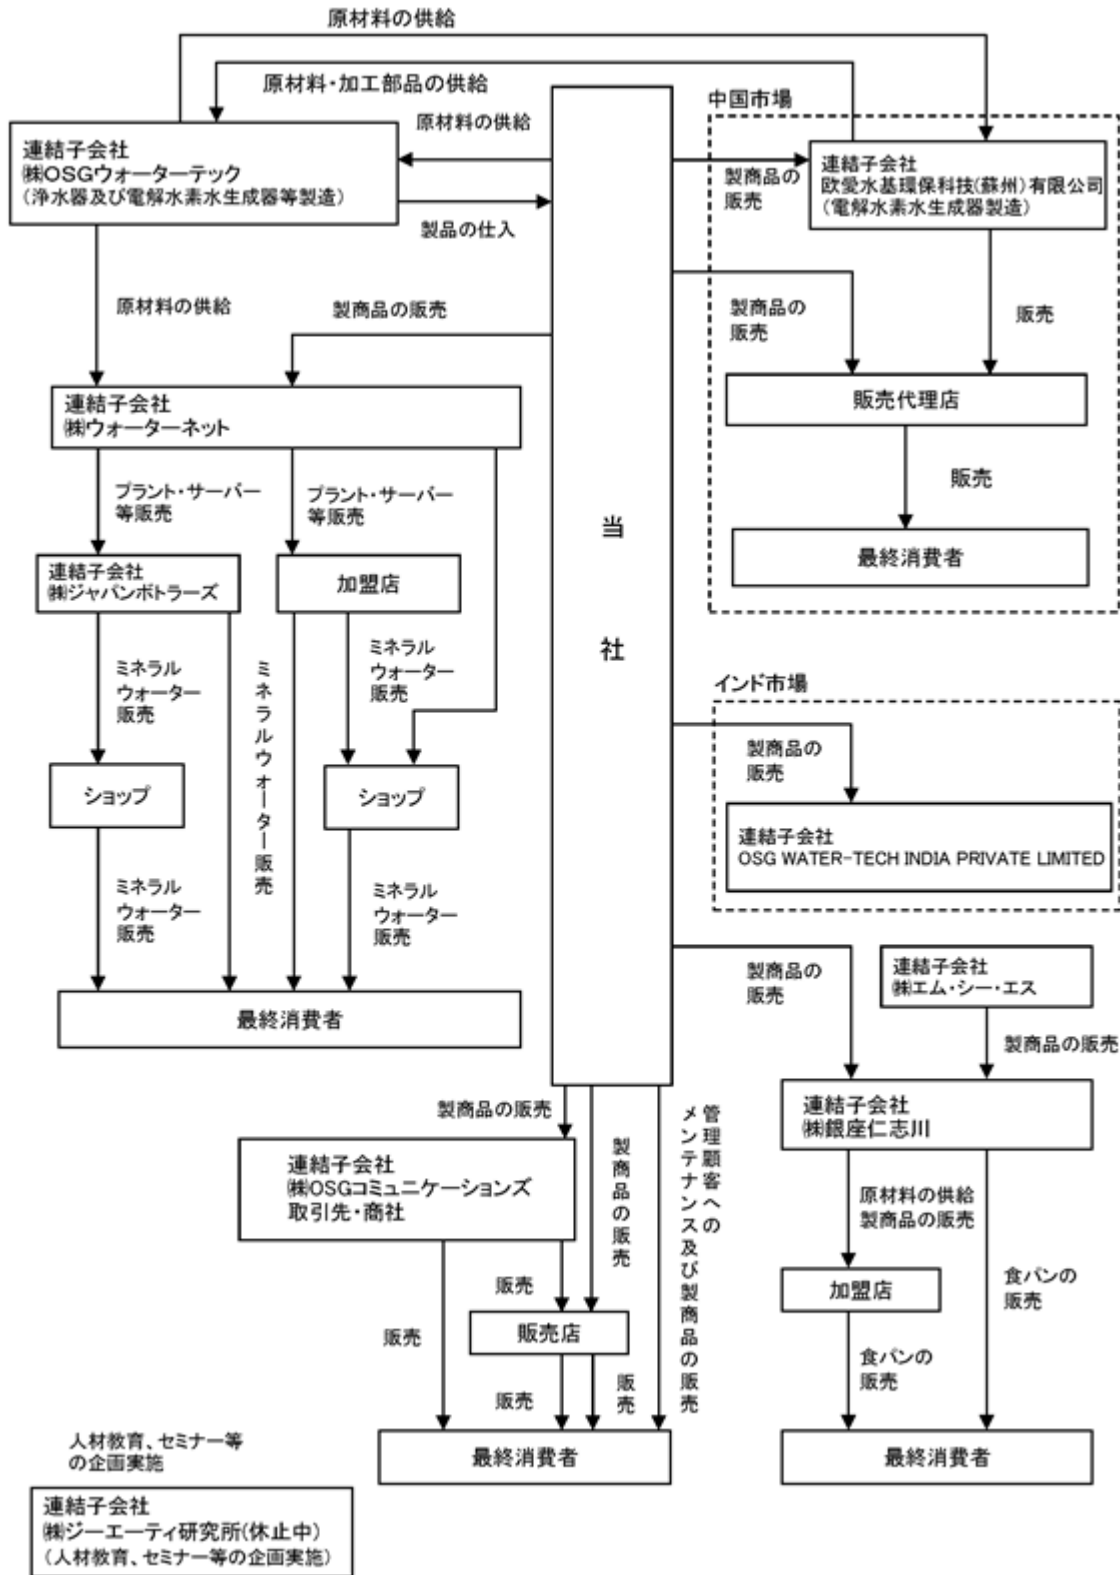 原材料の供給
原材料・加工部品の供給
原材料の供給
中国市場
連結子会社
㈱OSGウォーターテック
(浄水器及び電解水素水生成器等製造)
製品の仕入
製商品の
販売
連結子会社
欧愛水基環保科技(蘇州)有限公司
(電解水素水生成器製造)
原材料の供給
製商品の販売
製商品の
販売
販売
連結子会社
㈱ウォーターネット
販売代理店
プラント・サーバー
等販売
プラント・サーバー
等販売
販売
当社
最終消費者
連結子会社
㈱ジャパンボトラーズ
加盟店
ミネラル
ウォーター
販売
ミネラルウォーター販売
ミネラル
ウォーター
販売
インド市場
製商品の
販売
ショップ
ショップ
連結子会社
OSG WATER-TECH INDIA PRIVATE LIMITED
ミネラル
ウォーター
販売
ミネラル
ウォーター
販売
最終消費者
製商品の
販売
連結子会社
㈱エム・シー・エス
製商品の販売
製商品の販売
連結子会社
㈱OSGコミュニケーションズ
取引先・商社
製商品の販売
管理顧客への
メンテナンス及び製商品の販売
連結子会社
㈱銀座仁志川
原材料の供給
製商品の販売
販売
販売
販売店
加盟店
食パンの
販売
食パンの
販売
販売
販売
最終消費者
最終消費者
人材教育、セミナー等
の企画実施
連結子会社
㈱ジーエーティ研究所(休止中)
(人材教育、セミナー等の企画実施)